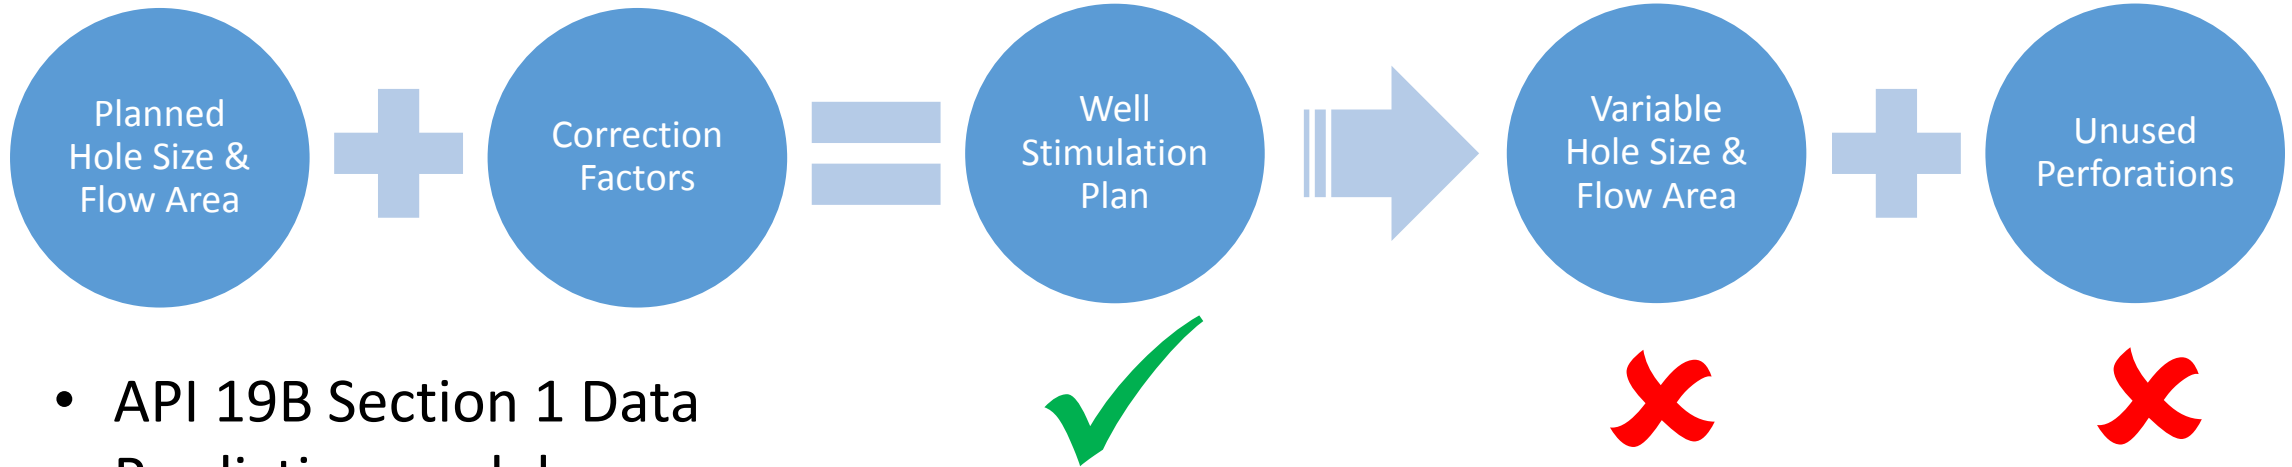 Planned
Hole Size &
Flow Area
Correction
Factors
Well
Stimulation
Plan
Variable
Hole Size &
Flow Area
Unused
Perforations
• API 19B Section 1 Data